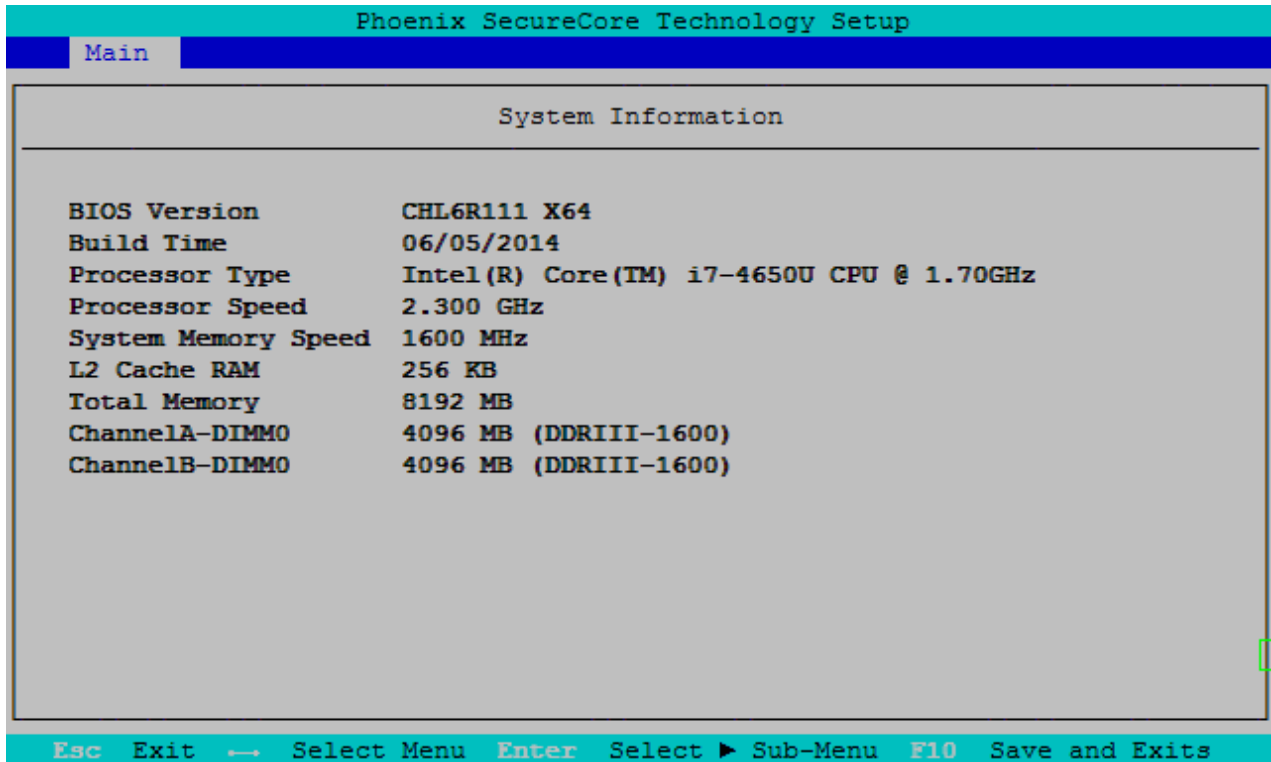 Phoenix SecureCore Technology Setup
Main
System Information
BIOS Version CHL6R111 X64
Build Time 06/05/2014
Processor Type Intel(R) Core(TM) i7-4650U CPU @ 1.70GHz
Processor Speed 2.300 GHz
System Memory Speed 1600 MHz
L2 Cache RAM 256 KB
Total Memory 8192 MB
ChannelA-DIMM0 4096 MB (DDRIII-1600)
ChannelB-DIMM0 4096 MB (DDRIII-1600)
Esc Exit ↔ Select Menu Enter Select ► Sub-Menu F10 Save and Exits